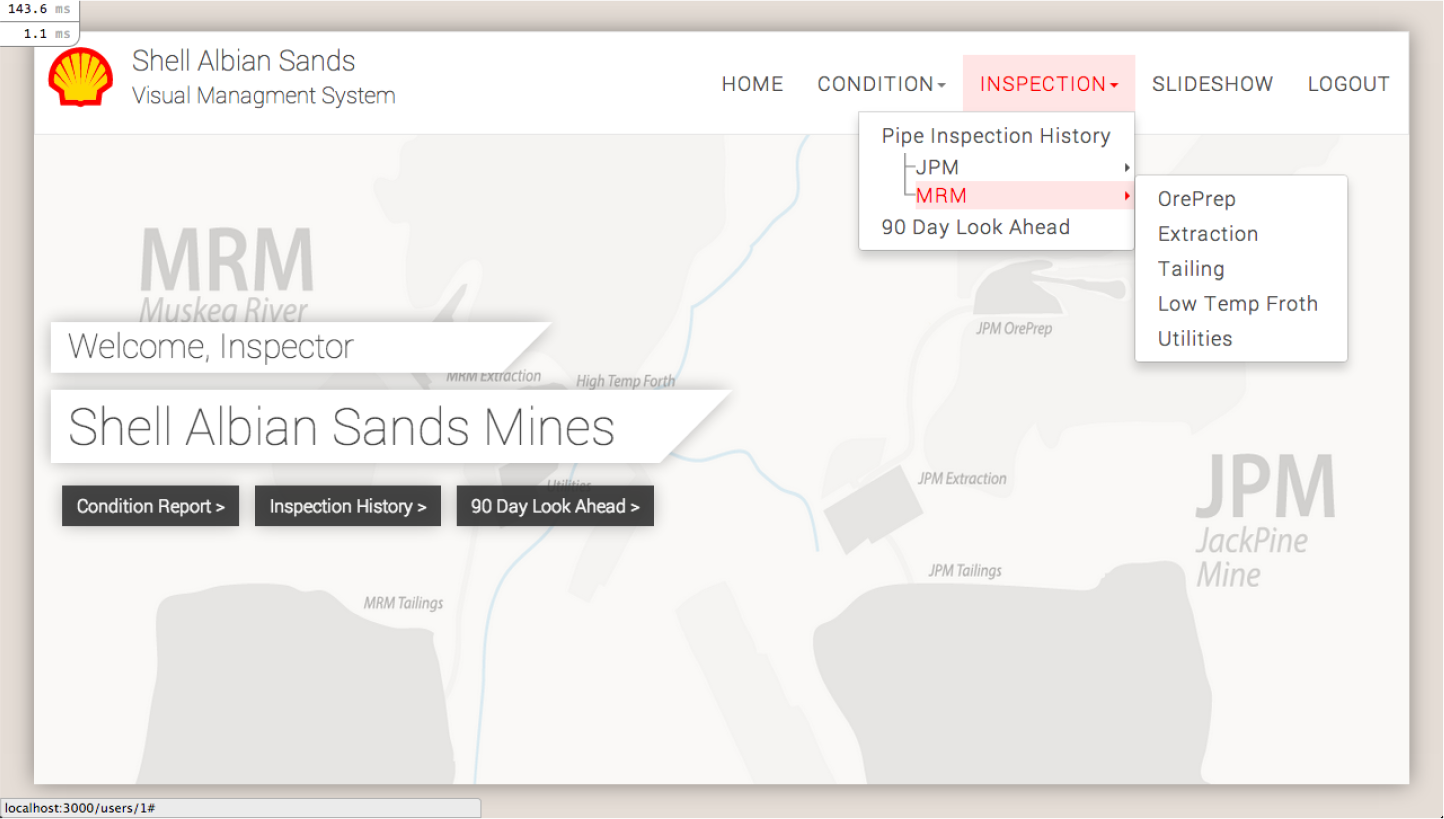 143.6 ms
1.1 ms
Shell Albian Sands
Visual Managment System
HOME
CONDITION
INSPECTION
SLIDESHOW
LOGOUT
Pipe Inspection History
JPM
MRM
90 Day Look Ahead
OrePrep
Extraction
Tailing
Low Temp Froth
Utilities
MRM
Muskeg River
JPM OrePrep
Welcome, Inspector
MRM Extraction
High Temp Forth
Shell Albian Sands Mines
JPM Extraction
JPM
JackPine
Mine
Utilities
Condition Report >
Inspection History >
90 Day Look Ahead >
JPM Tailings
MRM Tailings
localhost:3000/users/1#